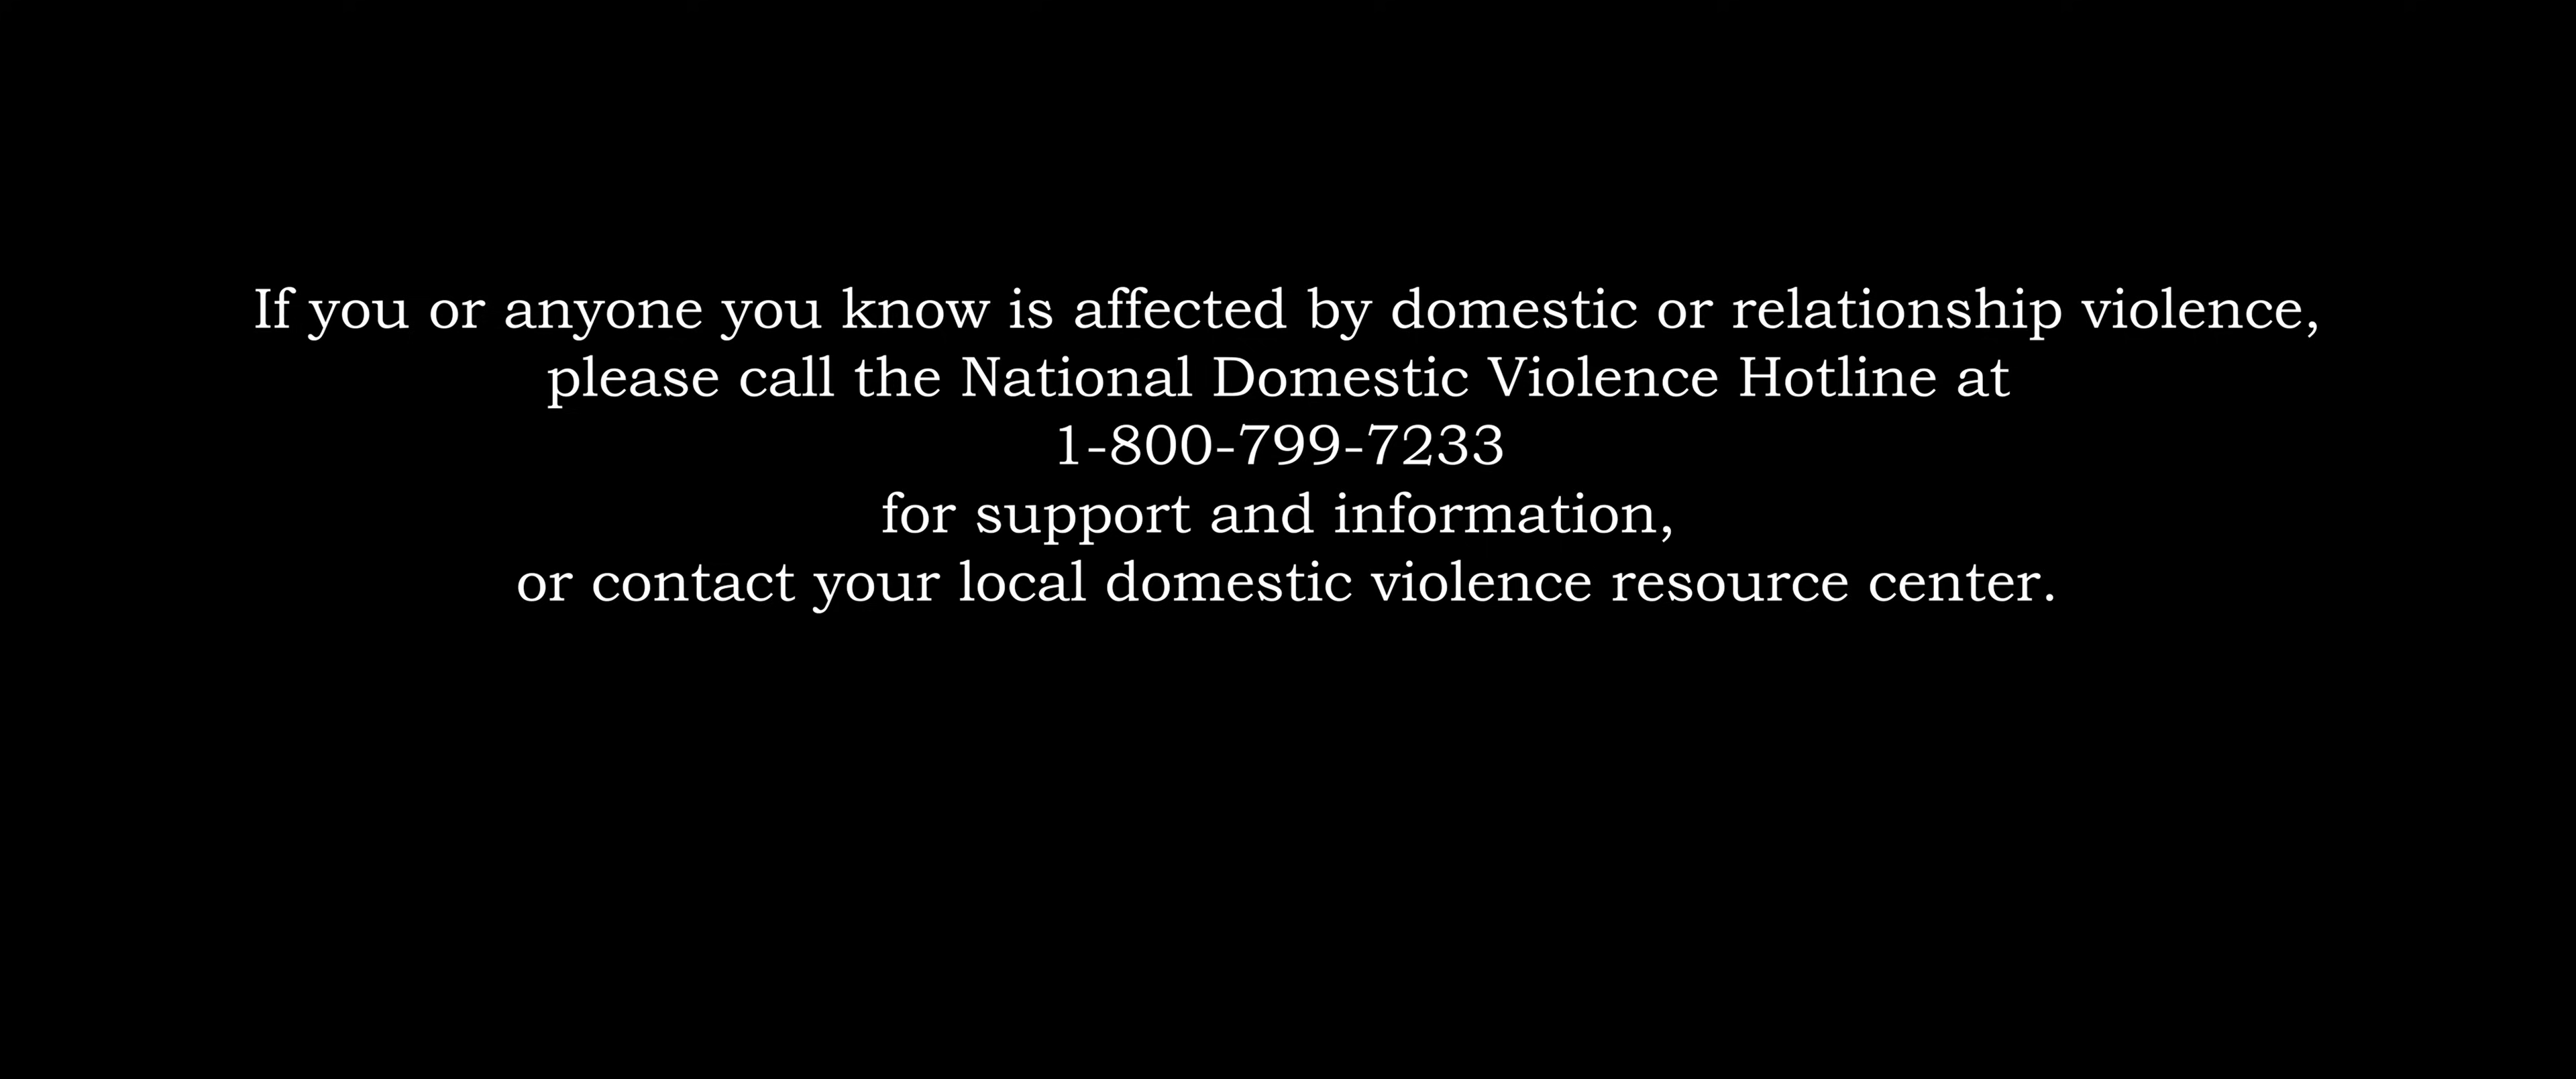 If you or anyone you know is affected by domestic or relationship violence,
please call the National Domestic Violence Hotline at
1-800-799-7233
for support and information,
or contact your local domestic violence resource center.